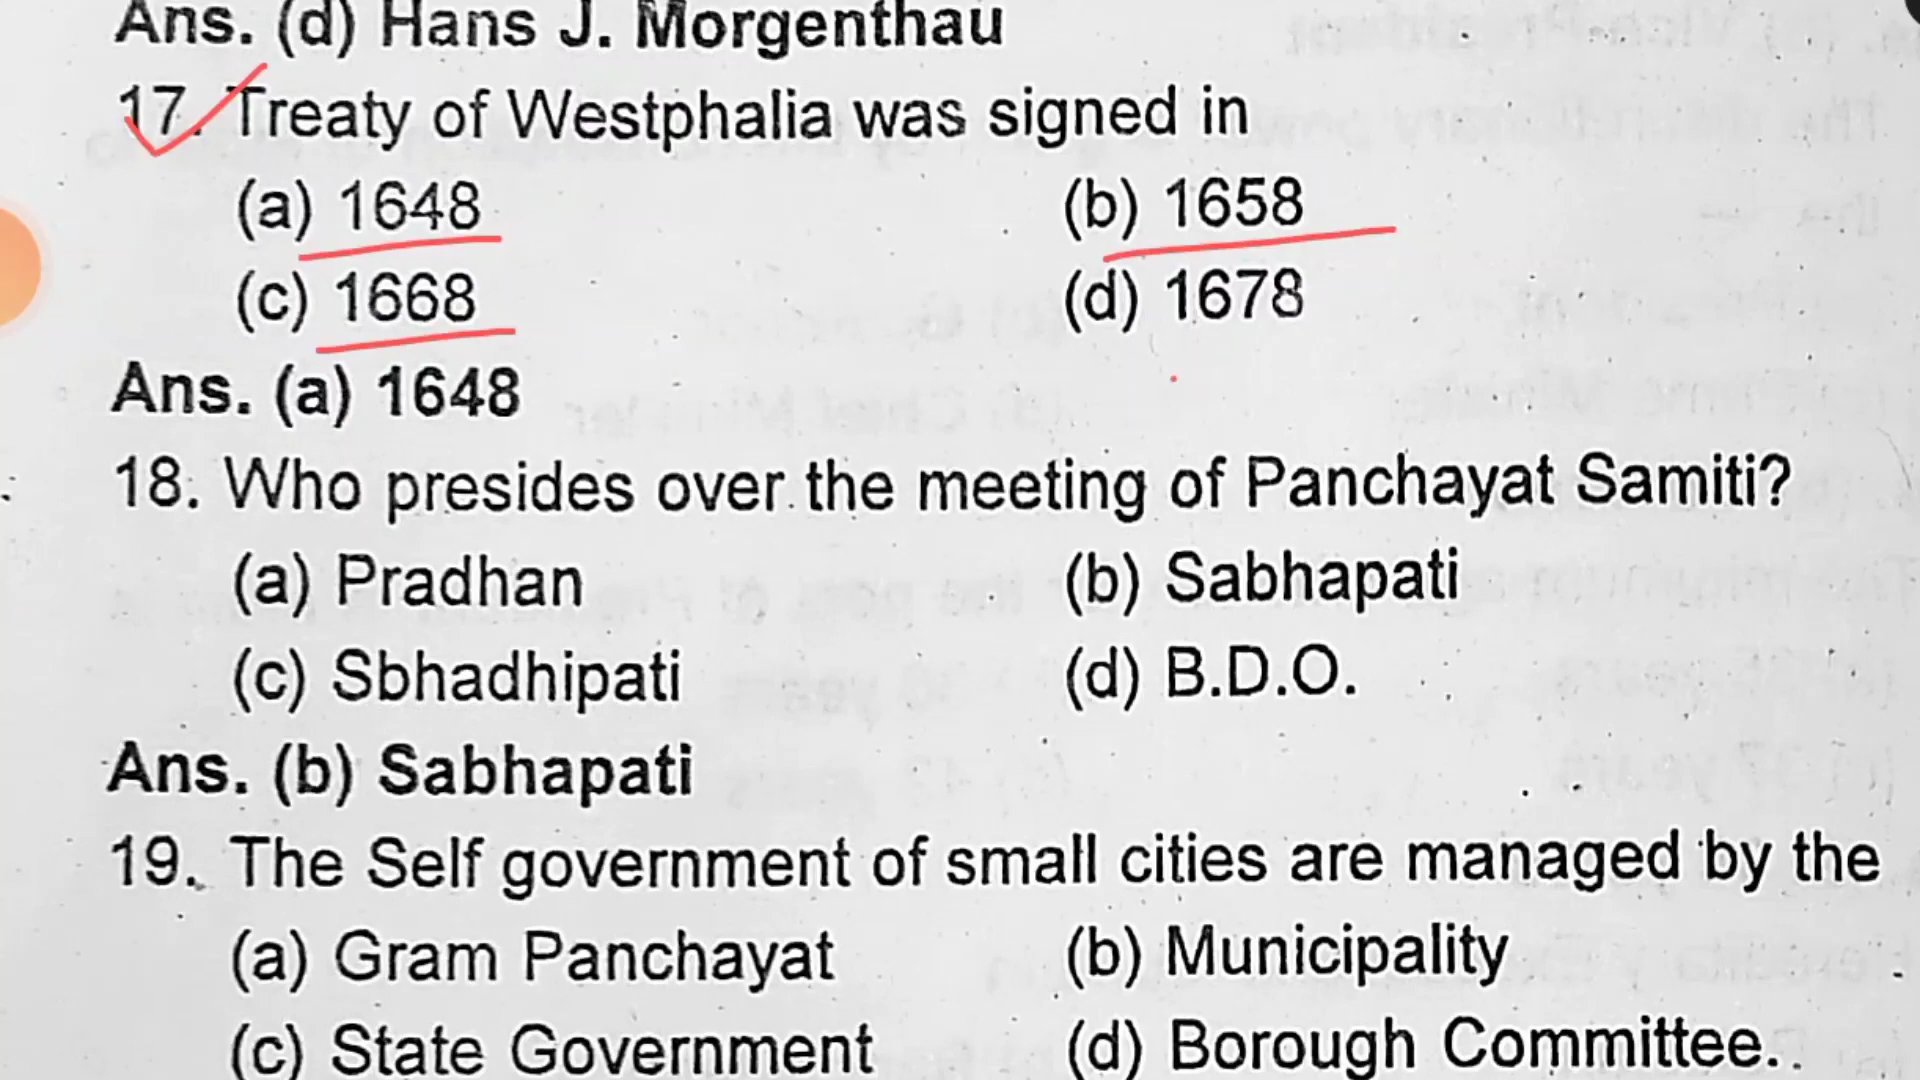 Ans. (d) Hans J. Morgenthau
17. Treaty of Westphalia was signed in
(a) 1648 (b) 1658
(c) 1668 (d) 1678
Ans. (a) 1648
18. Who presides over the meeting of Panchayat Samiti?
(a) Pradhan (b) Sabhapati
(c) Sbhadhipati (d) B.D.O.
Ans. (b) Sabhapati
19. The Self government of small cities are managed by the
(a) Gram Panchayat (b) Municipality
(c) State Government (d) Borough Committee.